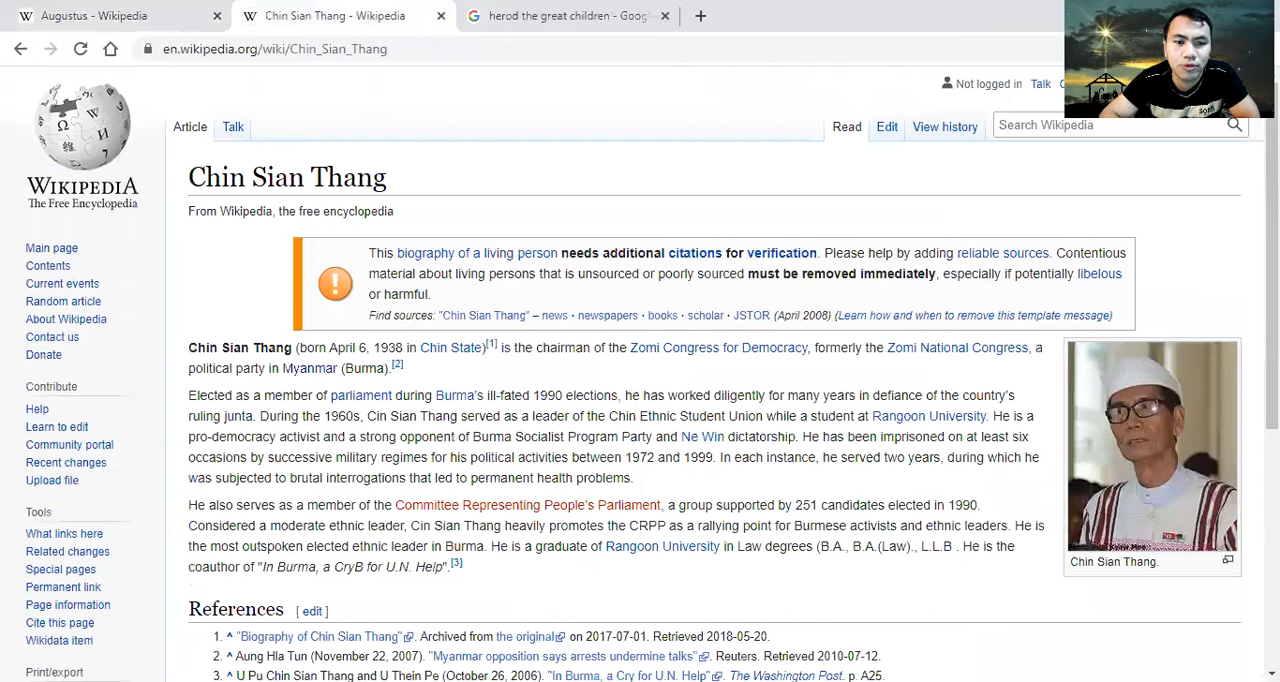 Augustus - Wikipedia
Chin Sian Thang - Wikipedia
herod the great children - Goog
en.wikipedia.org/wiki/Chin_Sian_Thang
Not logged in Talk
Article Talk Read Edit View history Search Wikipedia
WIKIPEDIA
The Free Encyclopedia
Main page
Contents
Current events
Random article
About Wikipedia
Contact us
Donate
Contribute
Help
Learn to edit
Community portal
Recent changes
Upload file
Tools
What links here
Related changes
Special pages
Permanent link
Page information
Cite this page
Wikidata item
Print/export
Chin Sian Thang
From Wikipedia, the free encyclopedia
This biography of a living person needs additional citations for verification. Please help by adding reliable sources. Contentious
material about living persons that is unsourced or poorly sourced must be removed immediately, especially if potentially libelous
or harmful.
Find sources: "Chin Sian Thang" – news · newspapers · books · scholar · JSTOR (April 2008) (Learn how and when to remove this template message)
Chin Sian Thang (born April 6, 1938 in Chin State)[1] is the chairman of the Zomi Congress for Democracy, formerly the Zomi National Congress, a
political party in Myanmar (Burma).[2]
Elected as a member of parliament during Burma's ill-fated 1990 elections, he has worked diligently for many years in defiance of the country's
ruling junta. During the 1960s, Cin Sian Thang served as a leader of the Chin Ethnic Student Union while a student at Rangoon University. He is a
pro-democracy activist and a strong opponent of Burma Socialist Program Party and Ne Win dictatorship. He has been imprisoned on at least six
occasions by successive military regimes for his political activities between 1972 and 1999. In each instance, he served two years, during which he
was subjected to brutal interrogations that led to permanent health problems.
He also serves as a member of the Committee Representing People's Parliament, a group supported by 251 candidates elected in 1990.
Considered a moderate ethnic leader, Cin Sian Thang heavily promotes the CRPP as a rallying point for Burmese activists and ethnic leaders. He is
the most outspoken elected ethnic leader in Burma. He is a graduate of Rangoon University in Law degrees (B.A., B.A.(Law)., L.L.B . He is the
coauthor of "In Burma, a CryB for U.N. Help".[3]
Chin Sian Thang.
References [ edit ]
1. ^ "Biography of Chin Sian Thang". Archived from the original on 2017-07-01. Retrieved 2018-05-20.
2. ^ Aung Hla Tun (November 22, 2007). "Myanmar opposition says arrests undermine talks". Reuters. Retrieved 2010-07-12.
3. ^ U Pu Chin Sian Thang and U Thein Pe (October 26, 2006). "In Burma, a Cry for U.N. Help". The Washington Post. p. A25.